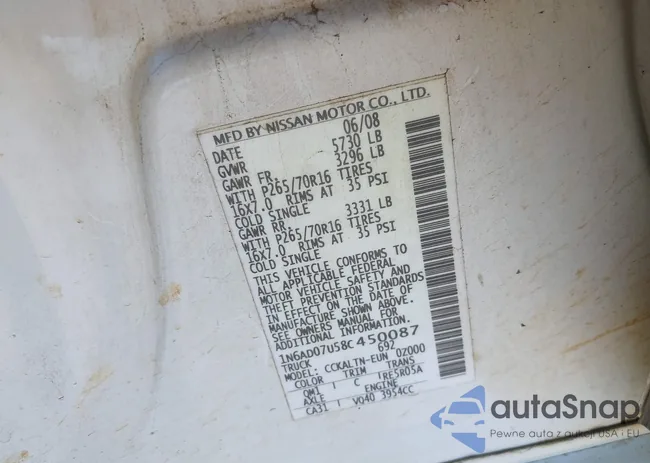 MFD BY NISSAN MOTOR CO., LTD.
DATE 06/08
GVWR 5730 LB
GAWR FR. 3296 LB
WITH P265/70R16 TIRES
16X7.0 RIMS AT 35 PSI
COLD SINGLE
GAWR RR. 3331 LB
WITH P265/70R16 TIRES
16X7.0 RIMS AT 35 PSI
COLD SINGLE
THIS VEHICLE CONFORMS TO
ALL APPLICABLE FEDERAL
MOTOR VEHICLE SAFETY AND
THEFT PREVENTION STANDARDS
IN EFFECT ON THE DATE OF
MANUFACTURE SHOWN ABOVE.
SEE OWNERS MANUAL FOR
ADDITIONAL INFORMATION.
1N6AD07U58C450087
TRUCK 692
MODEL: CCKALTN-EUN 02000
COLOR TRIM TRANS
QM1 C RE5R05A
AXLE ENGINE
CA31 VQ40 3954CC
autaSnap
Pewne auta z aukcji USA i EU